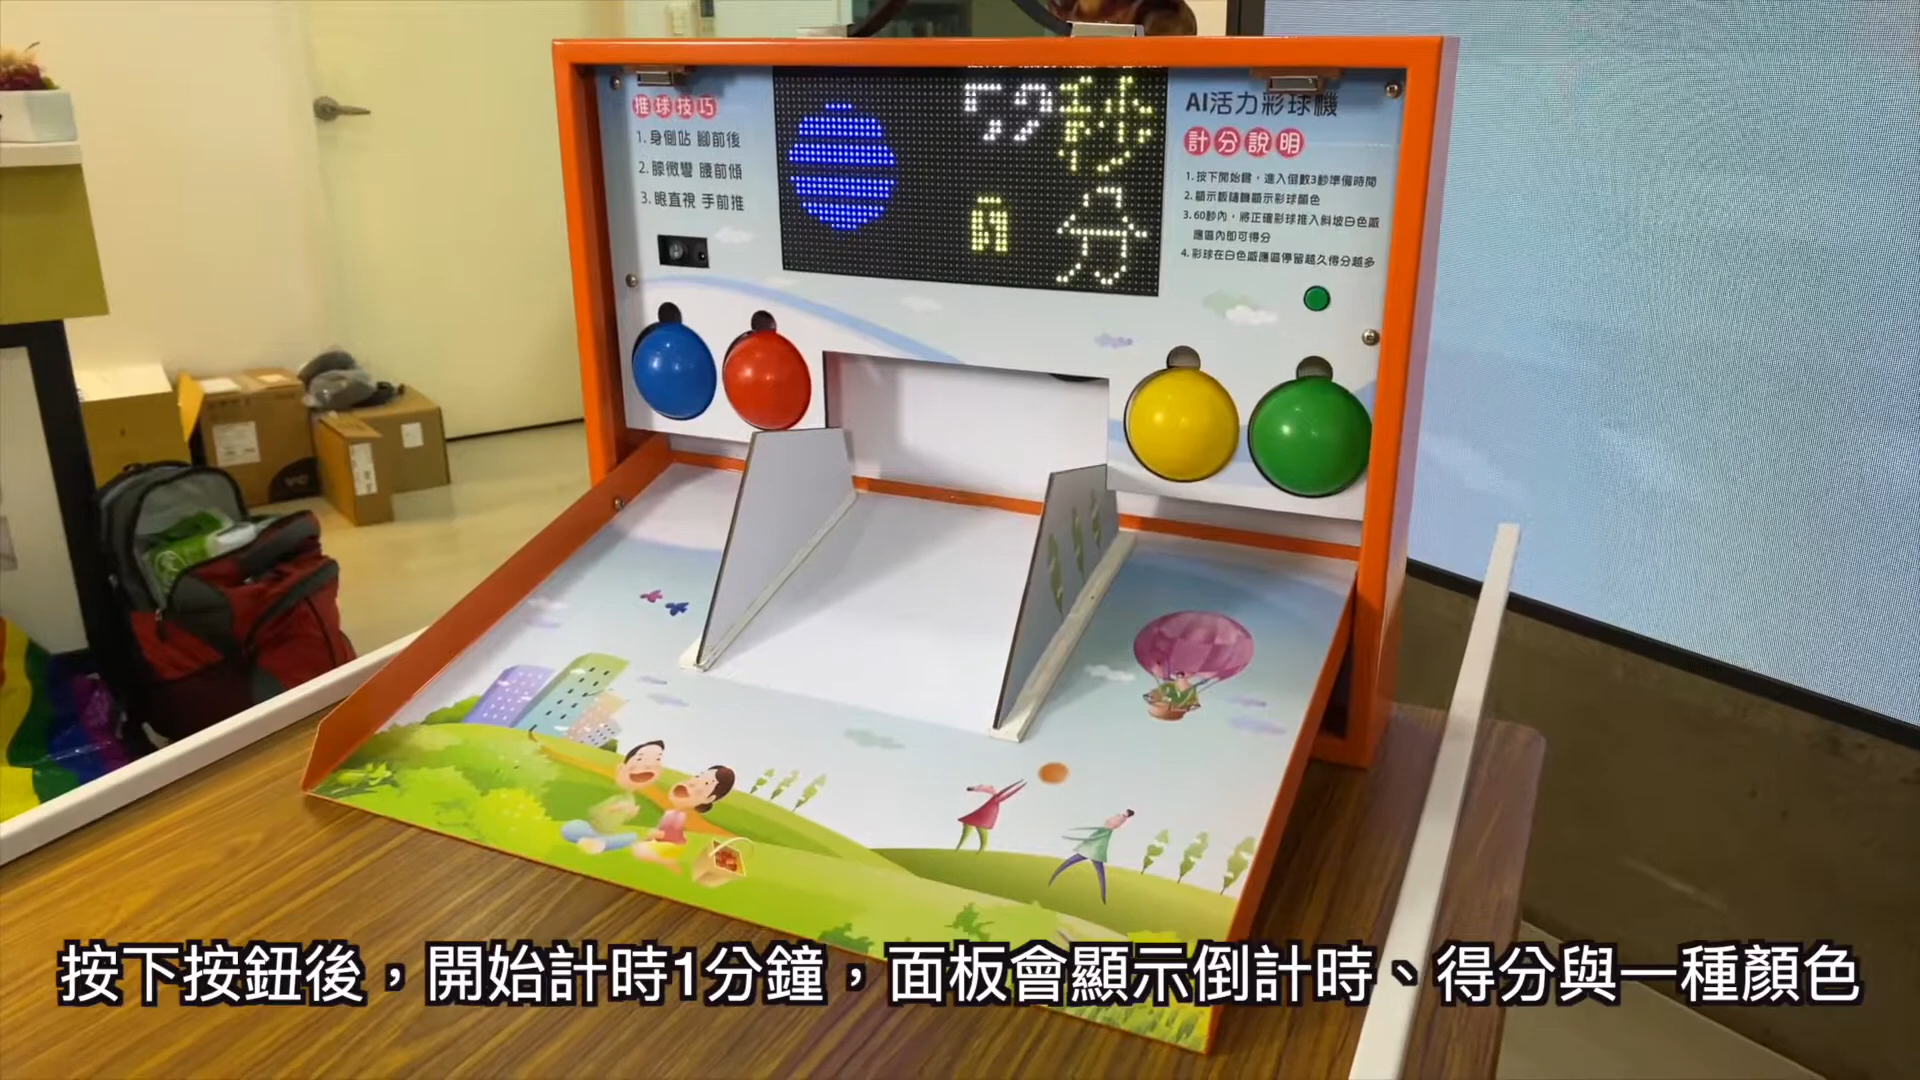 推球技巧
1. 身側站 腳前後
2. 膝微彎 腰前傾
3. 眼直視 手前推
秒
0 分
AI活力彩球機
計分說明
1. 按下開始鍵，進入倒數3秒準備時間
2. 顯示板隨機顯示彩球顏色
3. 60秒內，將正確彩球推入斜坡白色感
應區內即可得分
4. 彩球在白色感應區停留越久得分越多
按下按鈕後，開始計時1分鐘，面板會顯示倒計時、得分與一種顏色